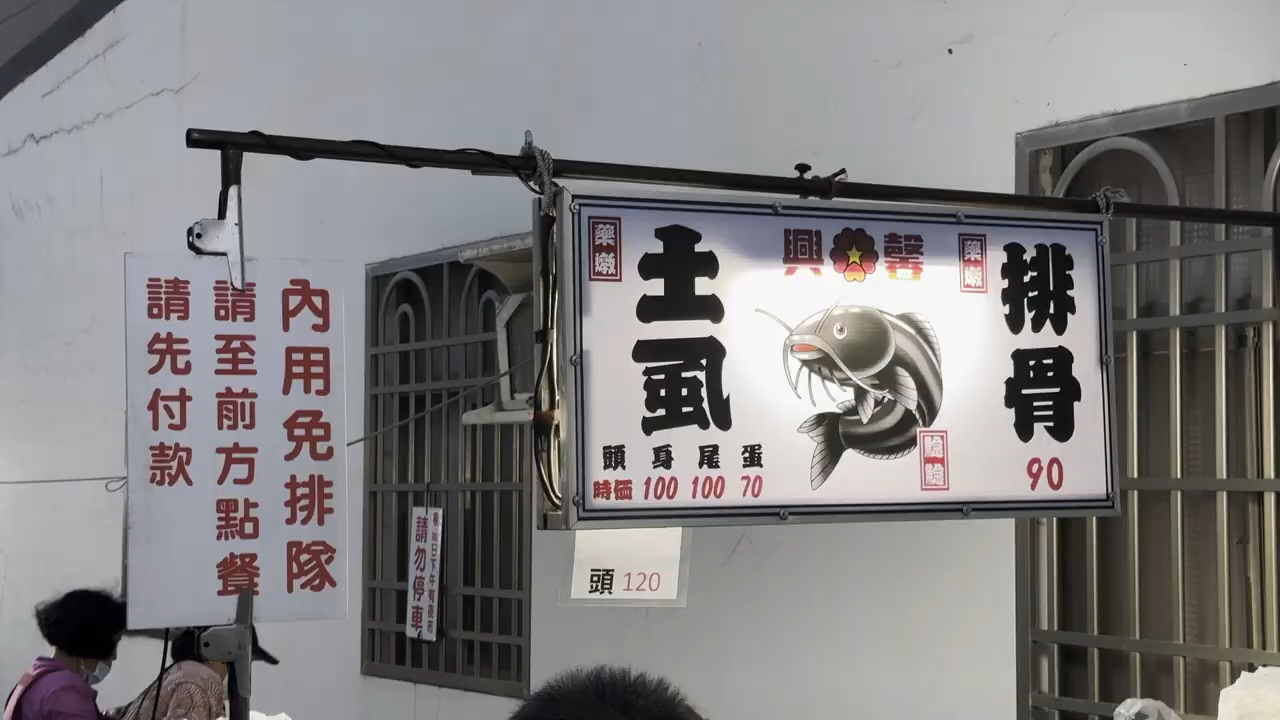 內用免排隊
請至前方點餐
請先付款
藥燉
土虱
興馨
藥燉
排骨
頭 身 尾 蛋
時価 100 100 70
90
頭 120
請勿停車